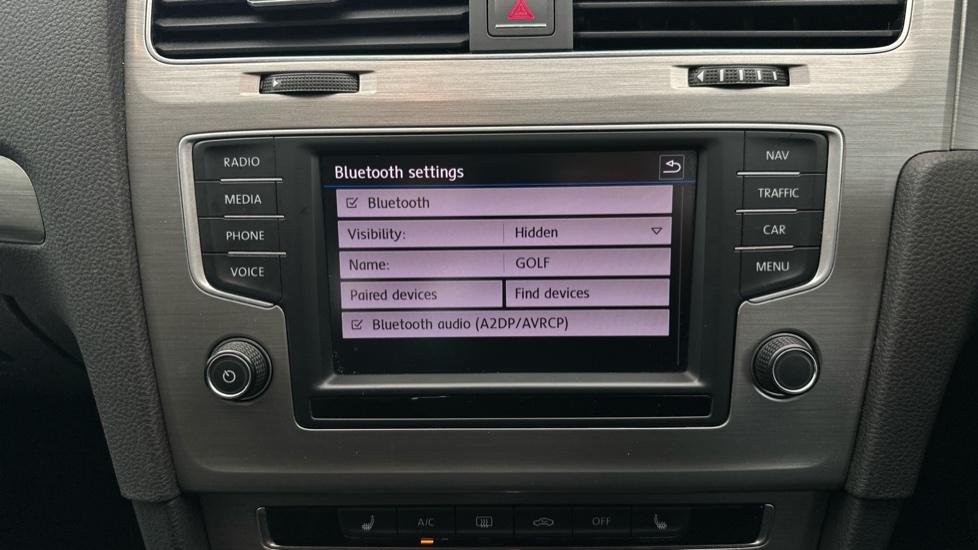 RADIO
MEDIA
PHONE
VOICE
Bluetooth settings
Bluetooth
Visibility: Hidden
Name: GOLF
Paired devices Find devices
Bluetooth audio (A2DP/AVRCP)
NAV
TRAFFIC
CAR
MENU
A/C OFF